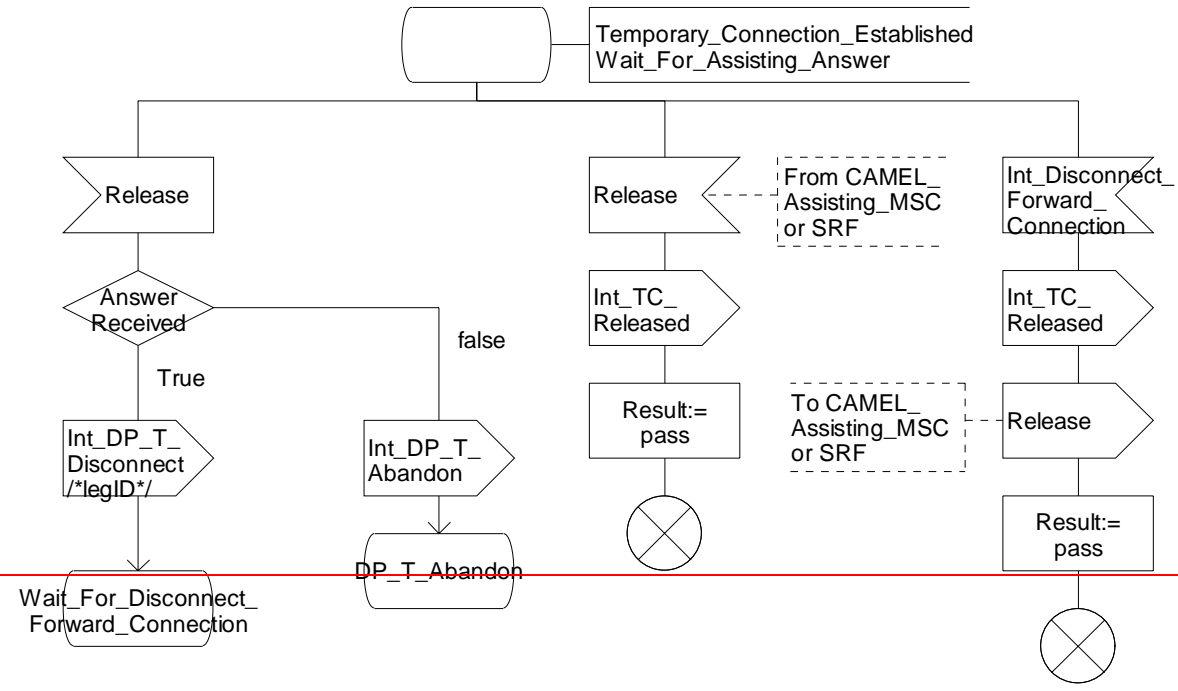 Temporary_Connection_Established
Wait_For_Assisting_Answer
Release
Release
From CAMEL_
Assisting_MSC
or SRF
Int_Disconnect_
Forward_
Connection
Answer
Received
Int_TC_
Released
Int_TC_
Released
false
True
Int_DP_T_
Disconnect
/*legID*/
Int_DP_T_
Abandon
Result:=
pass
To CAMEL_
Assisting_MSC
or SRF
Release
Result:=
pass
DP_T_Abandon
Wait_For_Disconnect_
Forward_Connection